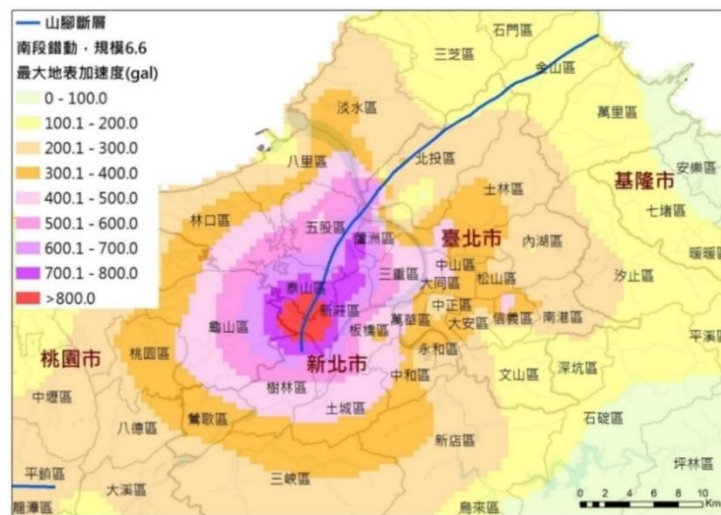 山腳斷層
南段錯動,規模6.6
最大地表加速度(gal)
0 - 100.0
100.1 - 200.0
200.1 - 300.0
300.1 - 400.0
400.1 - 500.0
500.1 - 600.0
600.1 - 700.0
700.1 - 800.0
>800.0
石門區
三芝區
金山區
淡水區
萬里區
八里區
北投區
安樂區
基隆市
士林區
七堵區
林口區
五股區
蘆洲區
臺北市
內湖區
暖暖區
三重區
中山區
汐止區
泰山區
大同區
松山區
新莊區
中正區
龜山區
板橋區
萬華區
大安區
信義區
南港區
平溪區
桃園市
桃園區
新北市
永和區
中和區
文山區
深坑區
中壢區
樹林區
土城區
石碇區
八德區
鶯歌區
新店區
平鎮區
三峽區
坪林區
大溪區
龍潭區
烏來區
0 1 2 4 6 8 10
Km